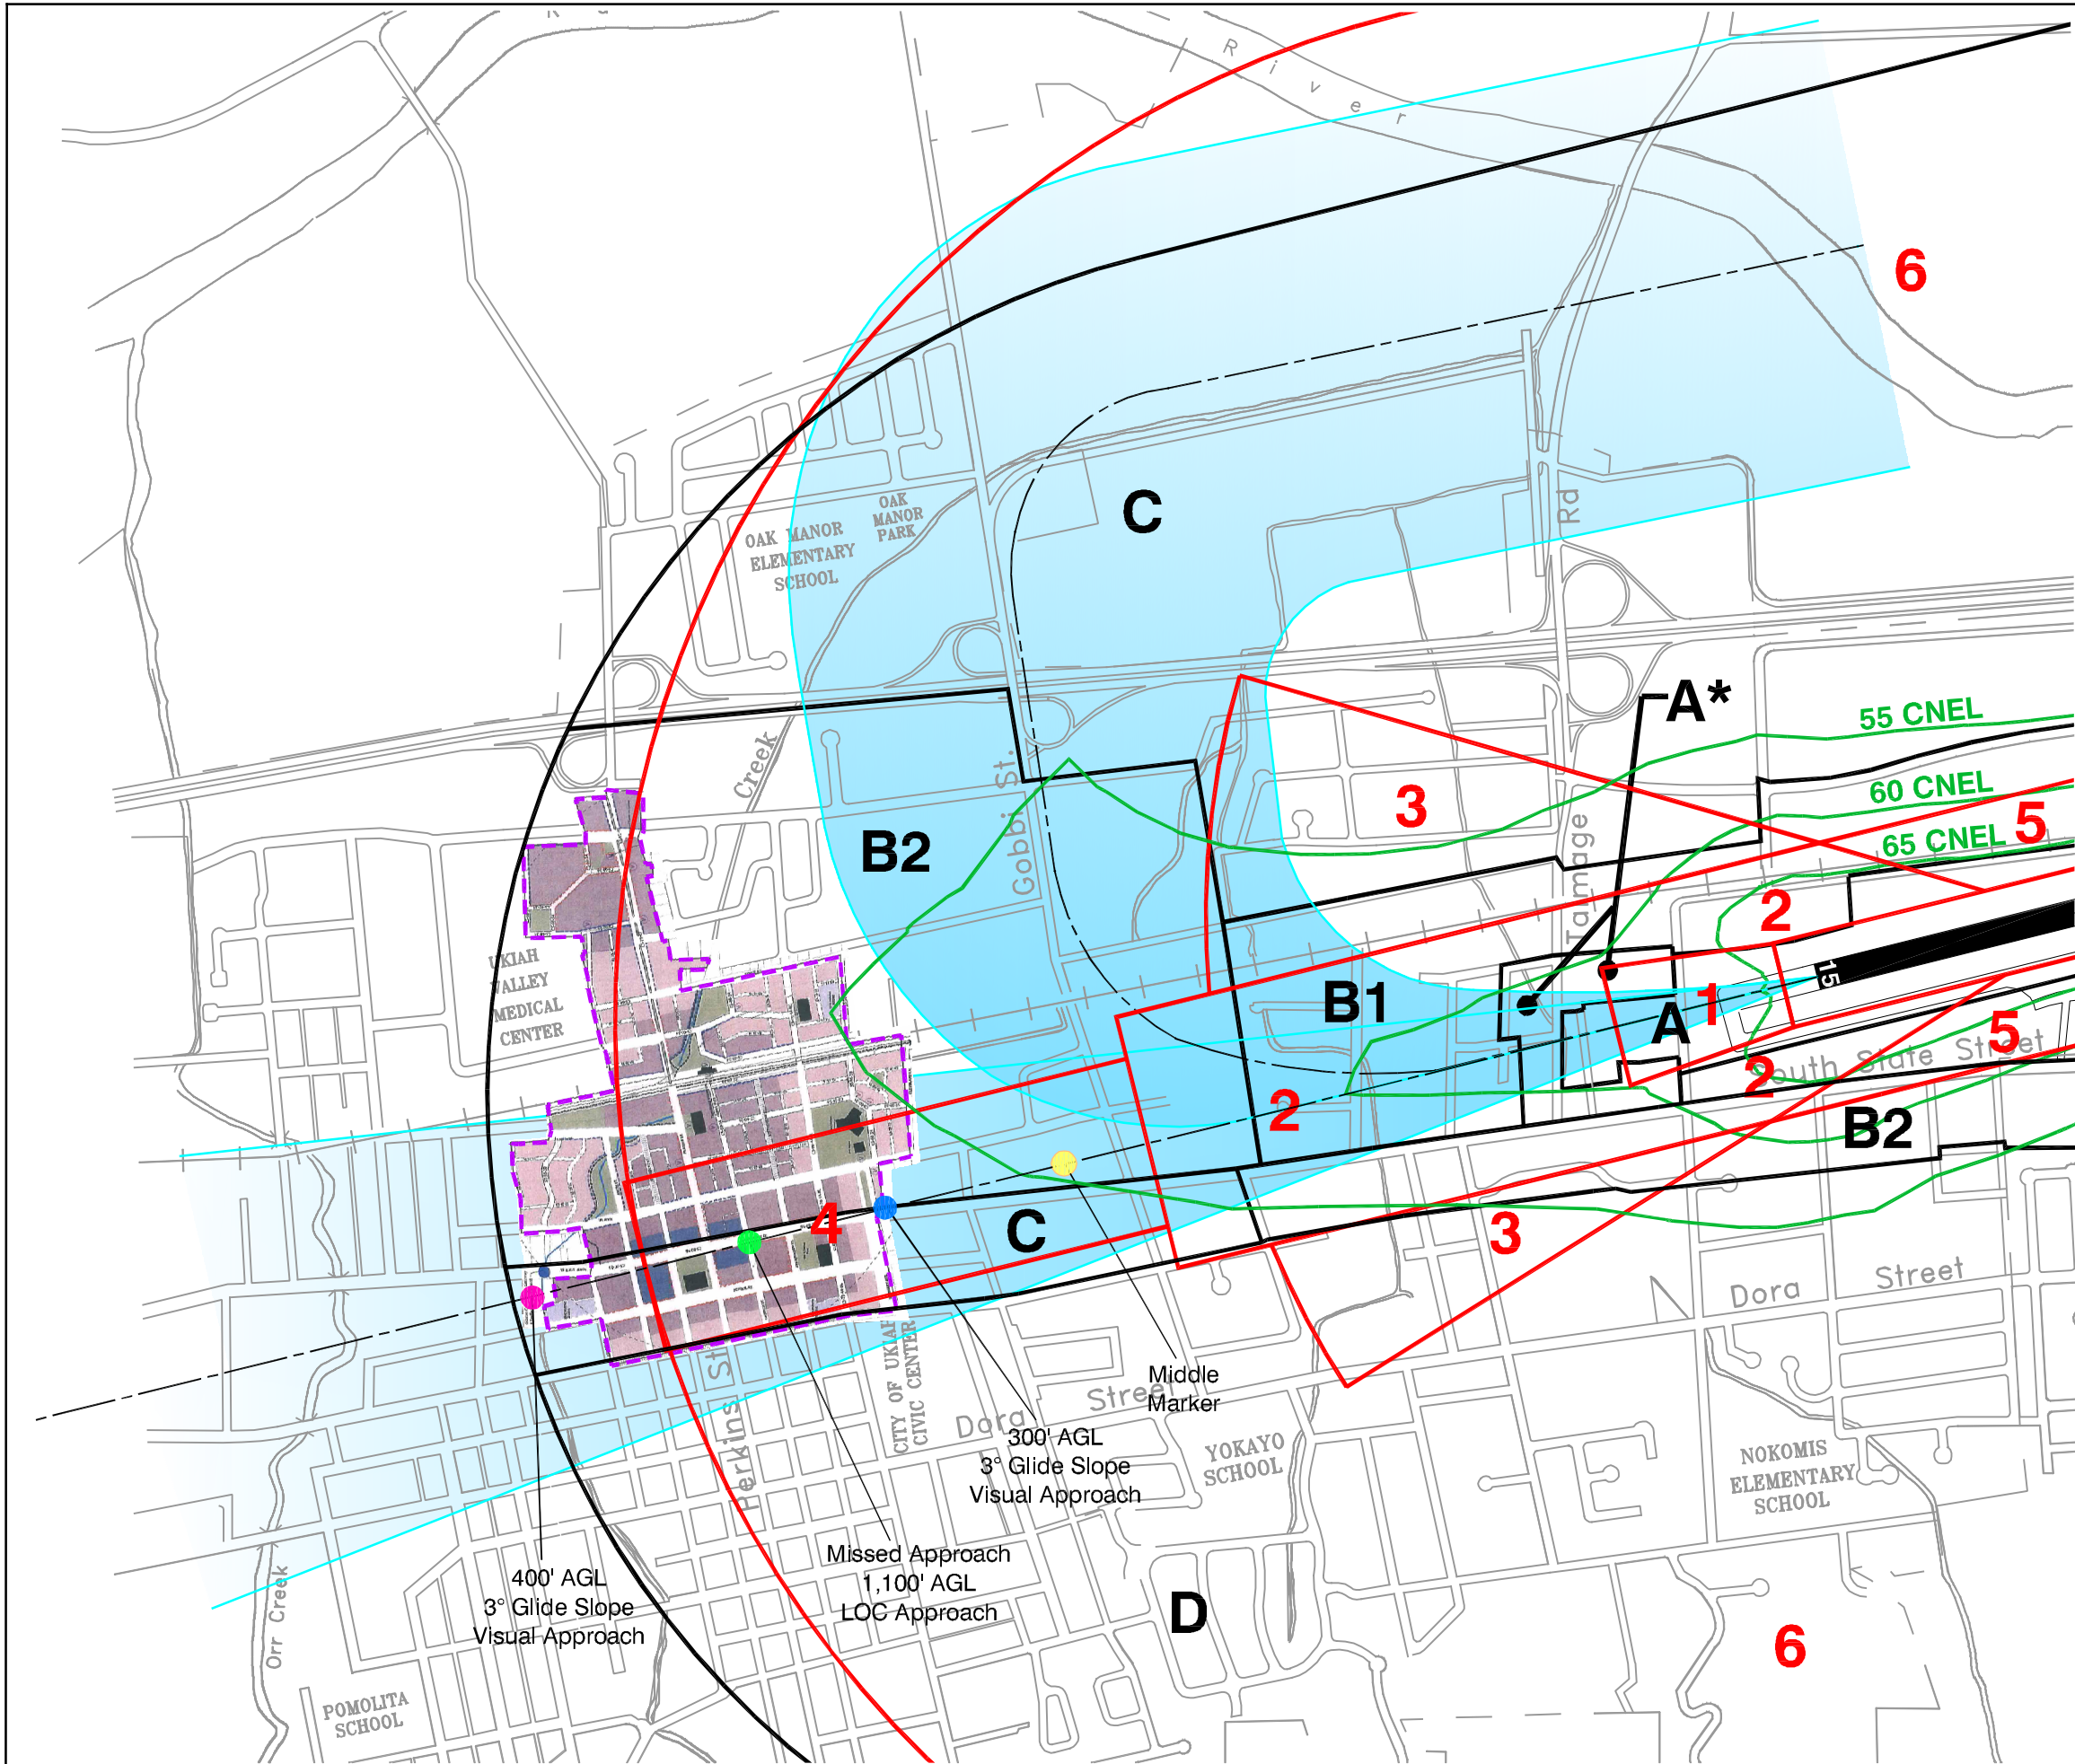 R i v e r
6
C
OAK MANOR
ELEMENTARY
SCHOOL
OAK
MANOR
PARK
Rd
A*
55 CNEL
60 CNEL
65 CNEL
5
3
Creek
Gobbi St.
B2
Talmage
2
15
UKIAH
VALLEY
MEDICAL
CENTER
B1
1
A
5
South State Street
2
2
B2
4
C
3
Dora Street
CITY OF UKIAH
CIVIC CENTER
Perkins St
Middle
Marker
Dora Street
300' AGL
3° Glide Slope
Visual Approach
YOKAYO
SCHOOL
NOKOMIS
ELEMENTARY
SCHOOL
Missed Approach
1,100' AGL
LOC Approach
400' AGL
3° Glide Slope
Visual Approach
Orr Creek
D
6
POMOLITA
SCHOOL